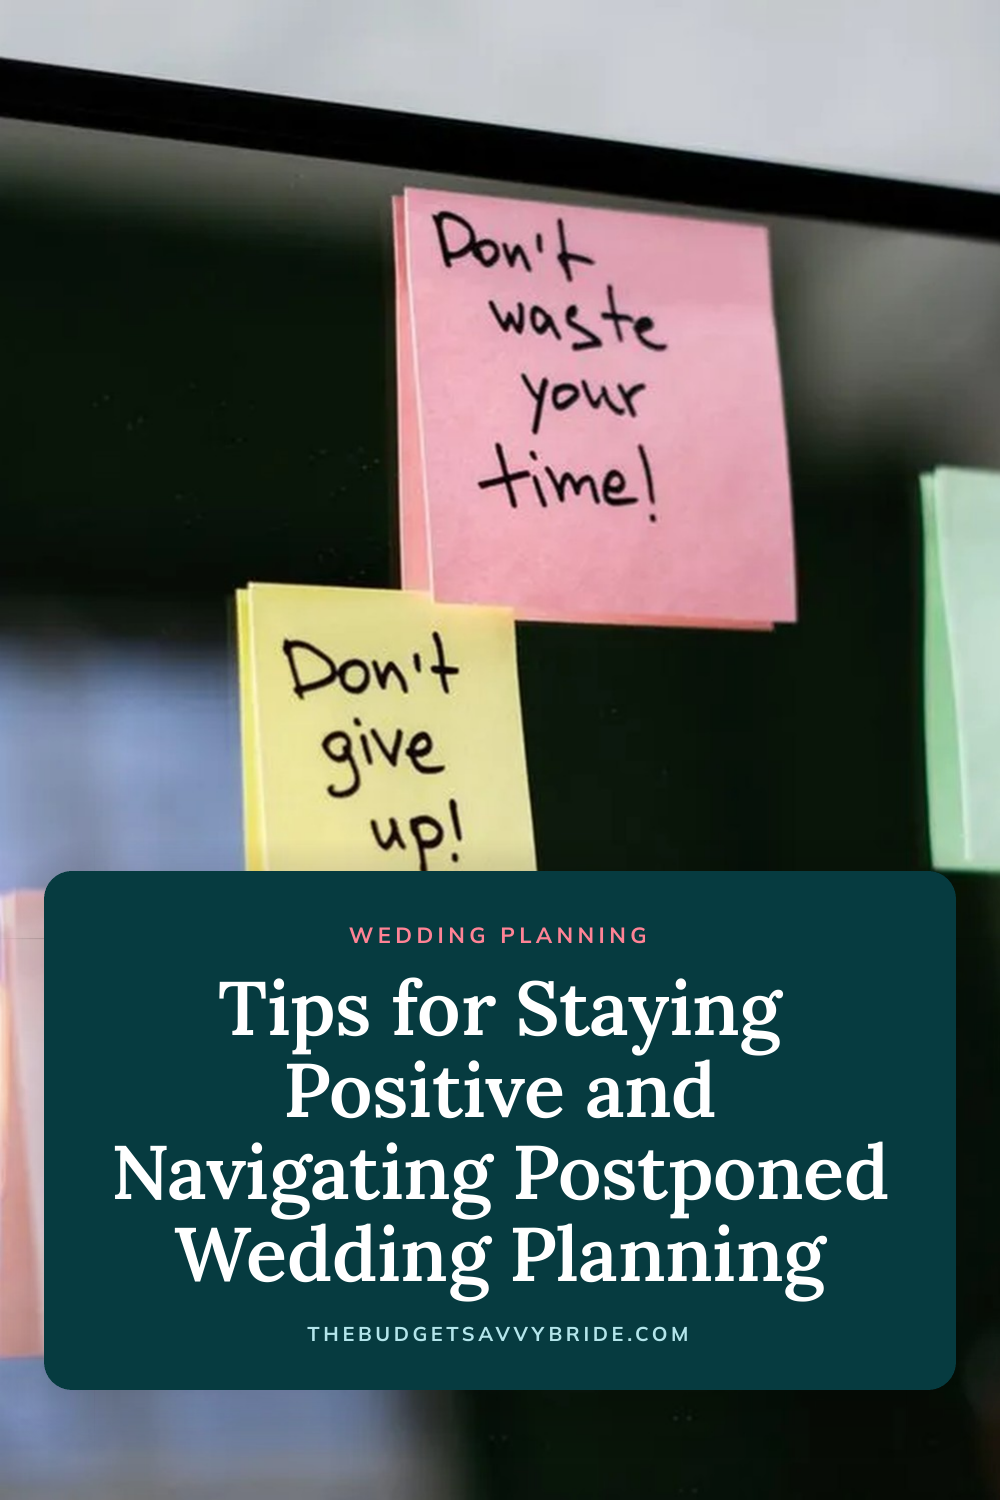 Don't
waste
your
time!
Don't
give
up!
WEDDING PLANNING
Tips for Staying
Positive and
Navigating Postponed
Wedding Planning
THEBUDGETSAVVYBRIDE.COM